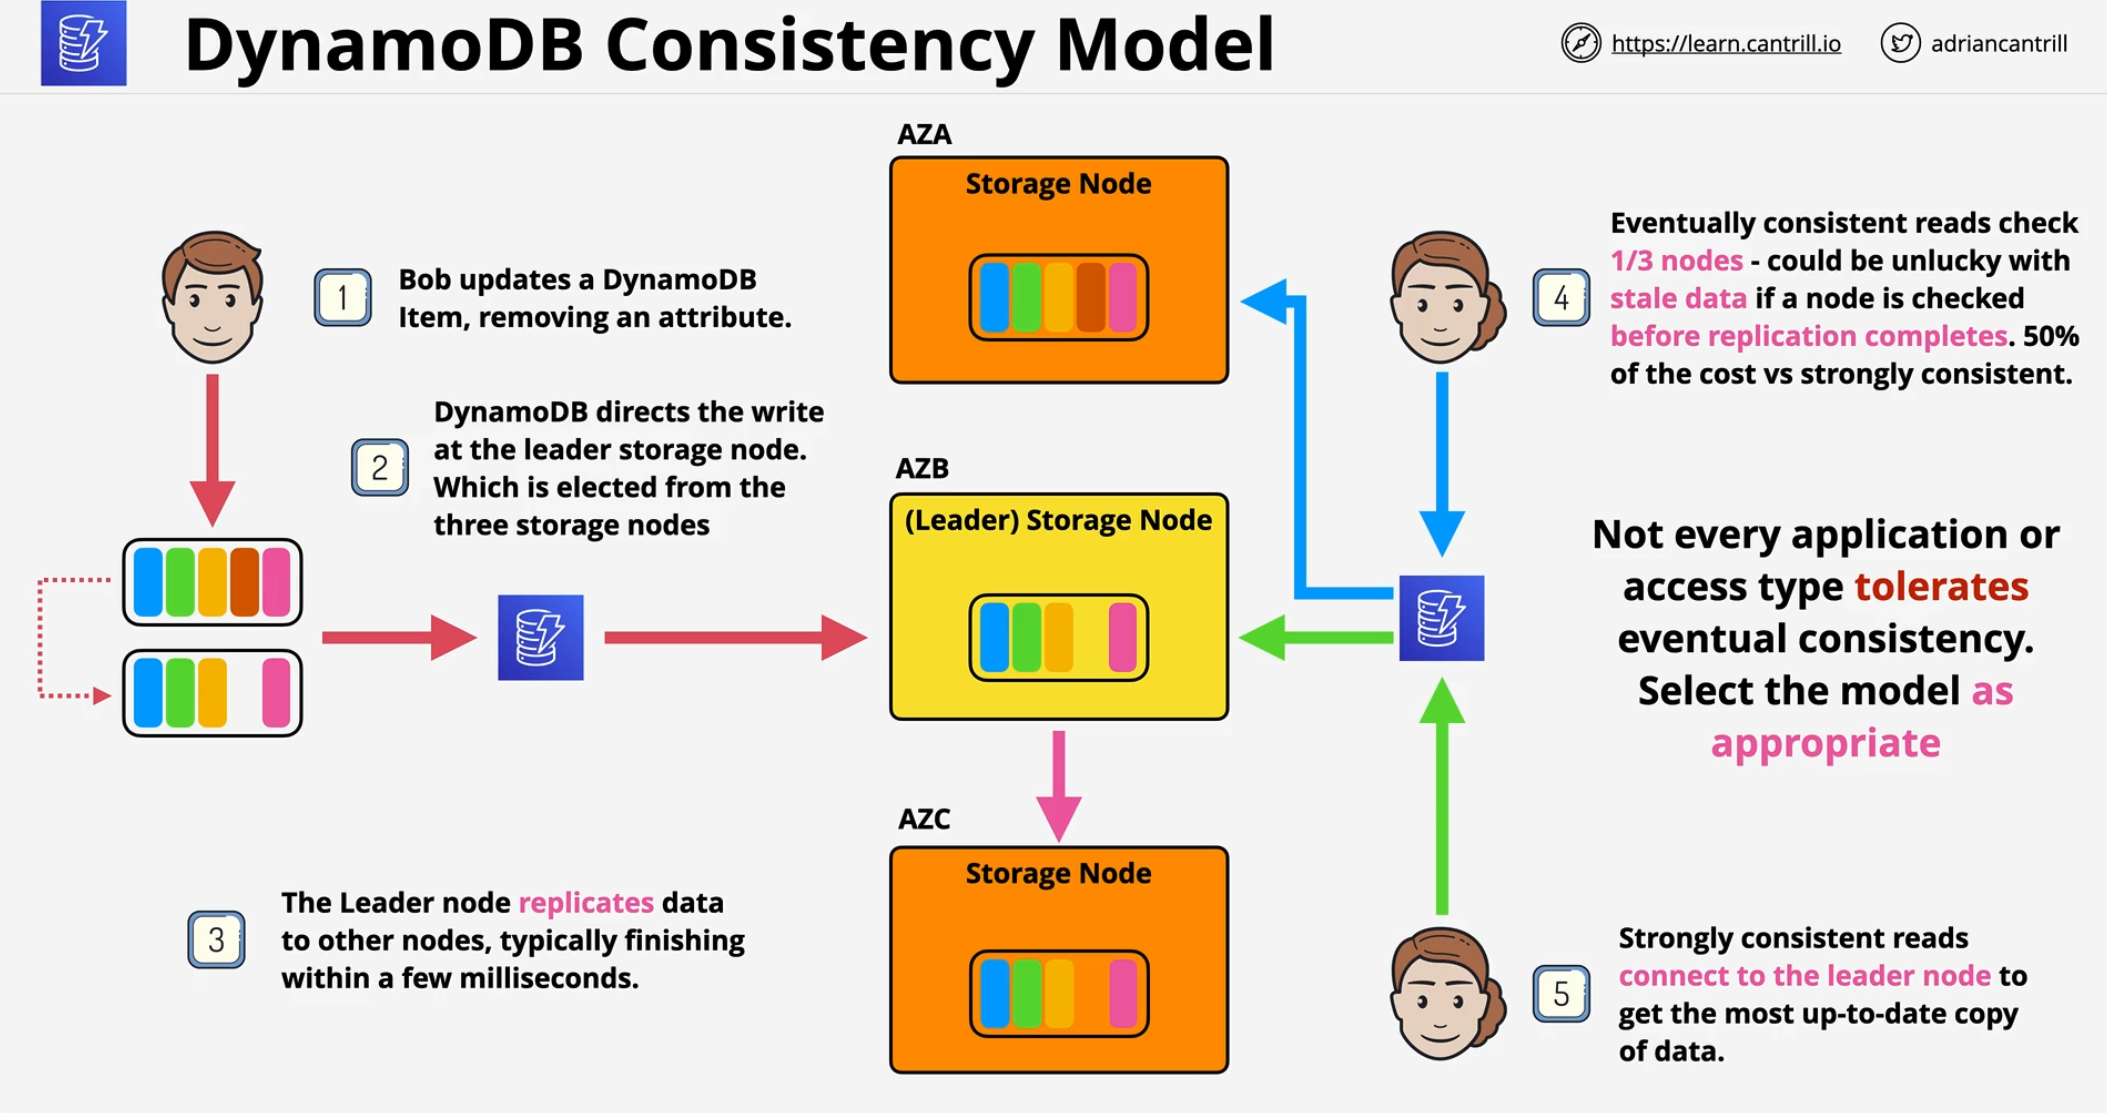 DynamoDB Consistency Model
https://learn.cantrill.io
adriancantrill
1
Bob updates a DynamoDB
Item, removing an attribute.
2
DynamoDB directs the write
at the leader storage node.
Which is elected from the
three storage nodes
3
The Leader node replicates data
to other nodes, typically finishing
within a few milliseconds.
AZA
Storage Node
AZB
(Leader) Storage Node
AZC
Storage Node
4
Eventually consistent reads check
1/3 nodes - could be unlucky with
stale data if a node is checked
before replication completes. 50%
of the cost vs strongly consistent.
Not every application or
access type tolerates
eventual consistency.
Select the model as
appropriate
5
Strongly consistent reads
connect to the leader node to
get the most up-to-date copy
of data.